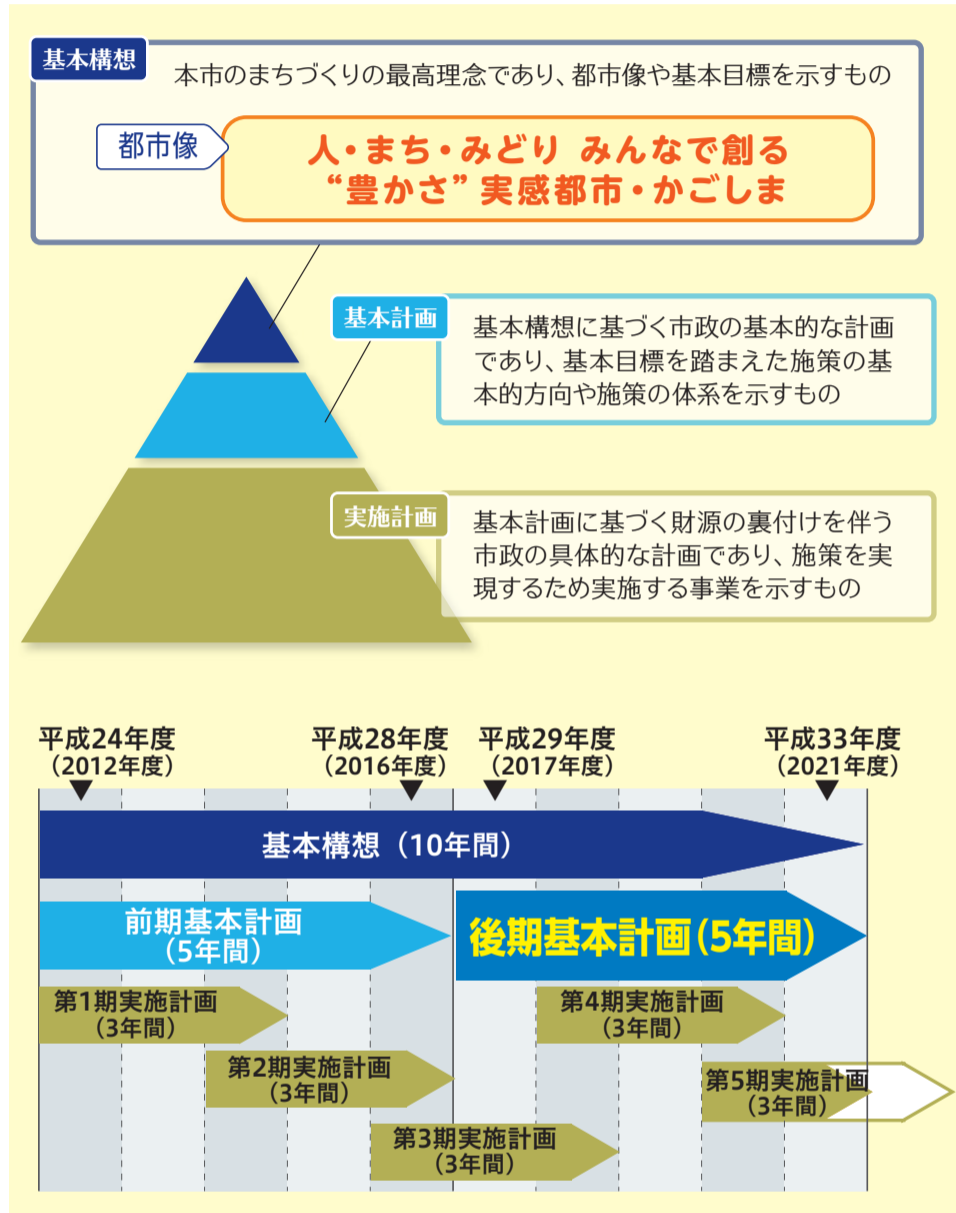 基本構想
本市のまちづくりの最高理念であり、都市像や基本目標を示すもの
都市像
人・まち・みどり みんなで創る
“豊かさ”実感都市・かごしま
基本計画
基本構想に基づく市政の基本的な計画
であり、基本目標を踏まえた施策の基
本的方向や施策の体系を示すもの
実施計画
基本計画に基づく財源の裏付けを伴う
市政の具体的な計画であり、施策を実
現するため実施する事業を示すもの
平成24年度
（2012年度）
平成28年度
（2016年度）
平成29年度
（2017年度）
平成33年度
（2021年度）
基本構想（10年間）
前期基本計画
（5年間）
後期基本計画（5年間）
第1期実施計画
（3年間）
第4期実施計画
（3年間）
第2期実施計画
（3年間）
第5期実施計画
（3年間）
第3期実施計画
（3年間）